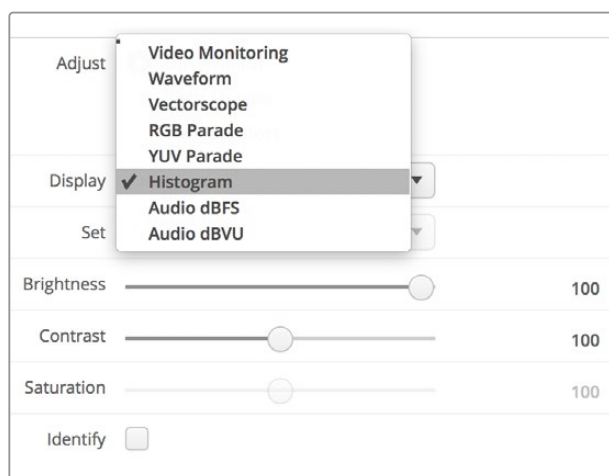 Adjust
Video Monitoring
Waveform
Vectorscope
RGB Parade
YUV Parade
Display ✔ Histogram
Audio dBFS
Set
Audio dBVU
Brightness 100
Contrast 100
Saturation 100
Identify